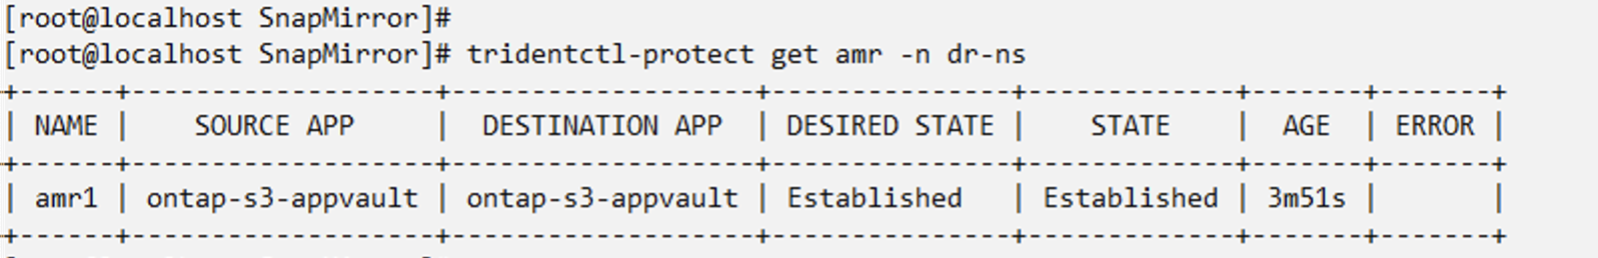 [root@localhost SnapMirror]#
[root@localhost SnapMirror]# tridentctl-protect get amr -n dr-ns
+------+-------------------+------------------+---------------+-------------+-------+-------+
| NAME |    SOURCE APP     | DESTINATION APP  | DESIRED STATE |    STATE    |  AGE  | ERROR |
+------+-------------------+------------------+---------------+-------------+-------+-------+
| amr1 | ontap-s3-appvault | ontap-s3-appvault | Established   | Established | 3m51s |       |
+------+-------------------+------------------+---------------+-------------+-------+-------+